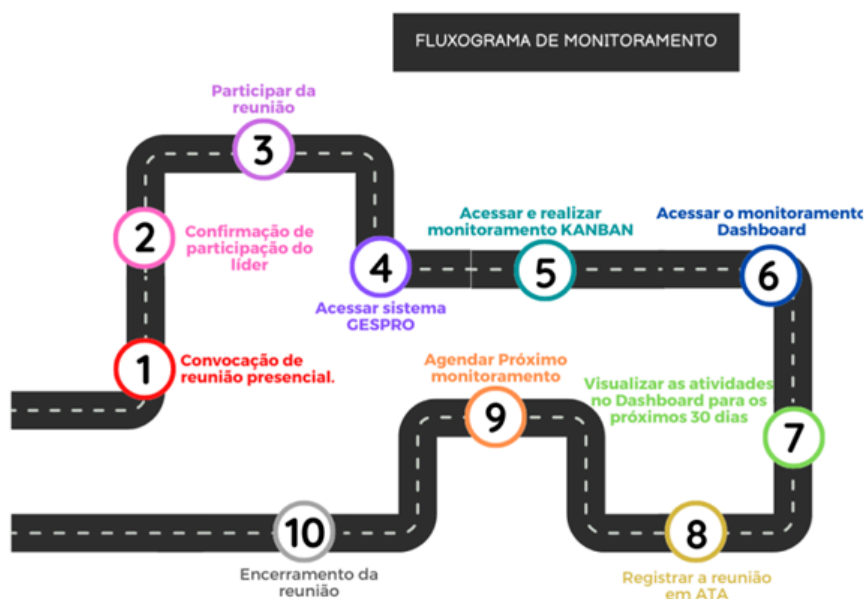 FLUXOGRAMA DE MONITORAMENTO
1
Convocação de
reunião presencial.
2
Confirmação de
participação do
líder
Participar da
reunião
3
4
Acessar sistema
GESPRO
Acessar e realizar
monitoramento KANBAN
5
Acessar o monitoramento
Dashboard
6
Visualizar as atividades
no Dashboard para os
próximos 30 dias
7
8
Registrar a reunião
em ATA
Agendar Próximo
monitoramento
9
10
Encerramento da
reunião